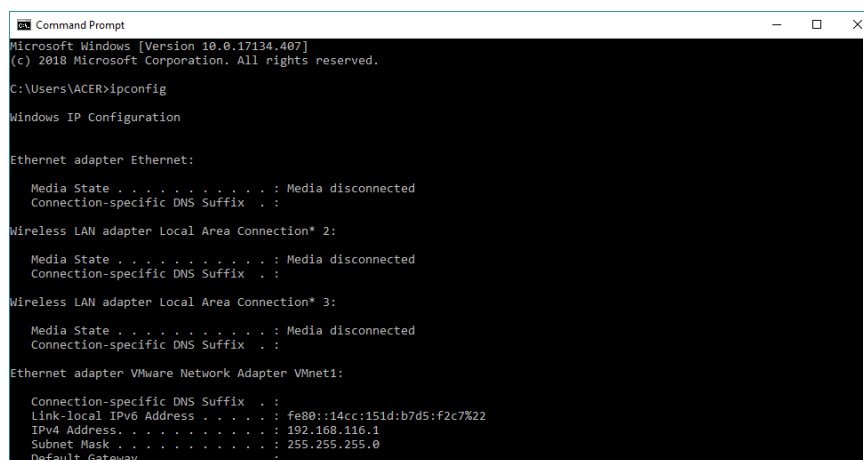 Command Prompt
Microsoft Windows [Version 10.0.17134.407]
(c) 2018 Microsoft Corporation. All rights reserved.
C:\Users\ACER>ipconfig
Windows IP Configuration
Ethernet adapter Ethernet:
Media State . . . . . . . . . . . : Media disconnected
Connection-specific DNS Suffix  . :
Wireless LAN adapter Local Area Connection* 2:
Media State . . . . . . . . . . . : Media disconnected
Connection-specific DNS Suffix  . :
Wireless LAN adapter Local Area Connection* 3:
Media State . . . . . . . . . . . : Media disconnected
Connection-specific DNS Suffix  . :
Ethernet adapter VMware Network Adapter VMnet1:
Connection-specific DNS Suffix  . :
Link-local IPv6 Address . . . . . : fe80::14cc:151d:b7d5:f2c7%22
IPv4 Address. . . . . . . . . . . : 192.168.116.1
Subnet Mask . . . . . . . . . . . : 255.255.255.0
Default Gateway . . . . . . . . . :